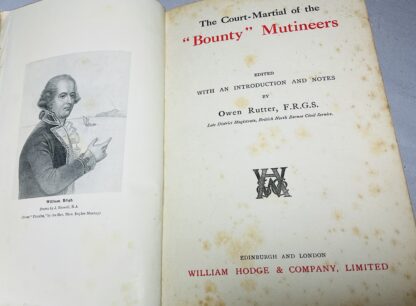 William Bligh.
The Court-Martial of the
"Bounty" Mutineers
EDITED
WITH AN INTRODUCTION AND NOTES
BY
Owen Rutter, F.R.G.S.
Late District Magistrate, British North Borneo Civil Service.
EDINBURGH AND LONDON
WILLIAM HODGE & COMPANY, LIMITED